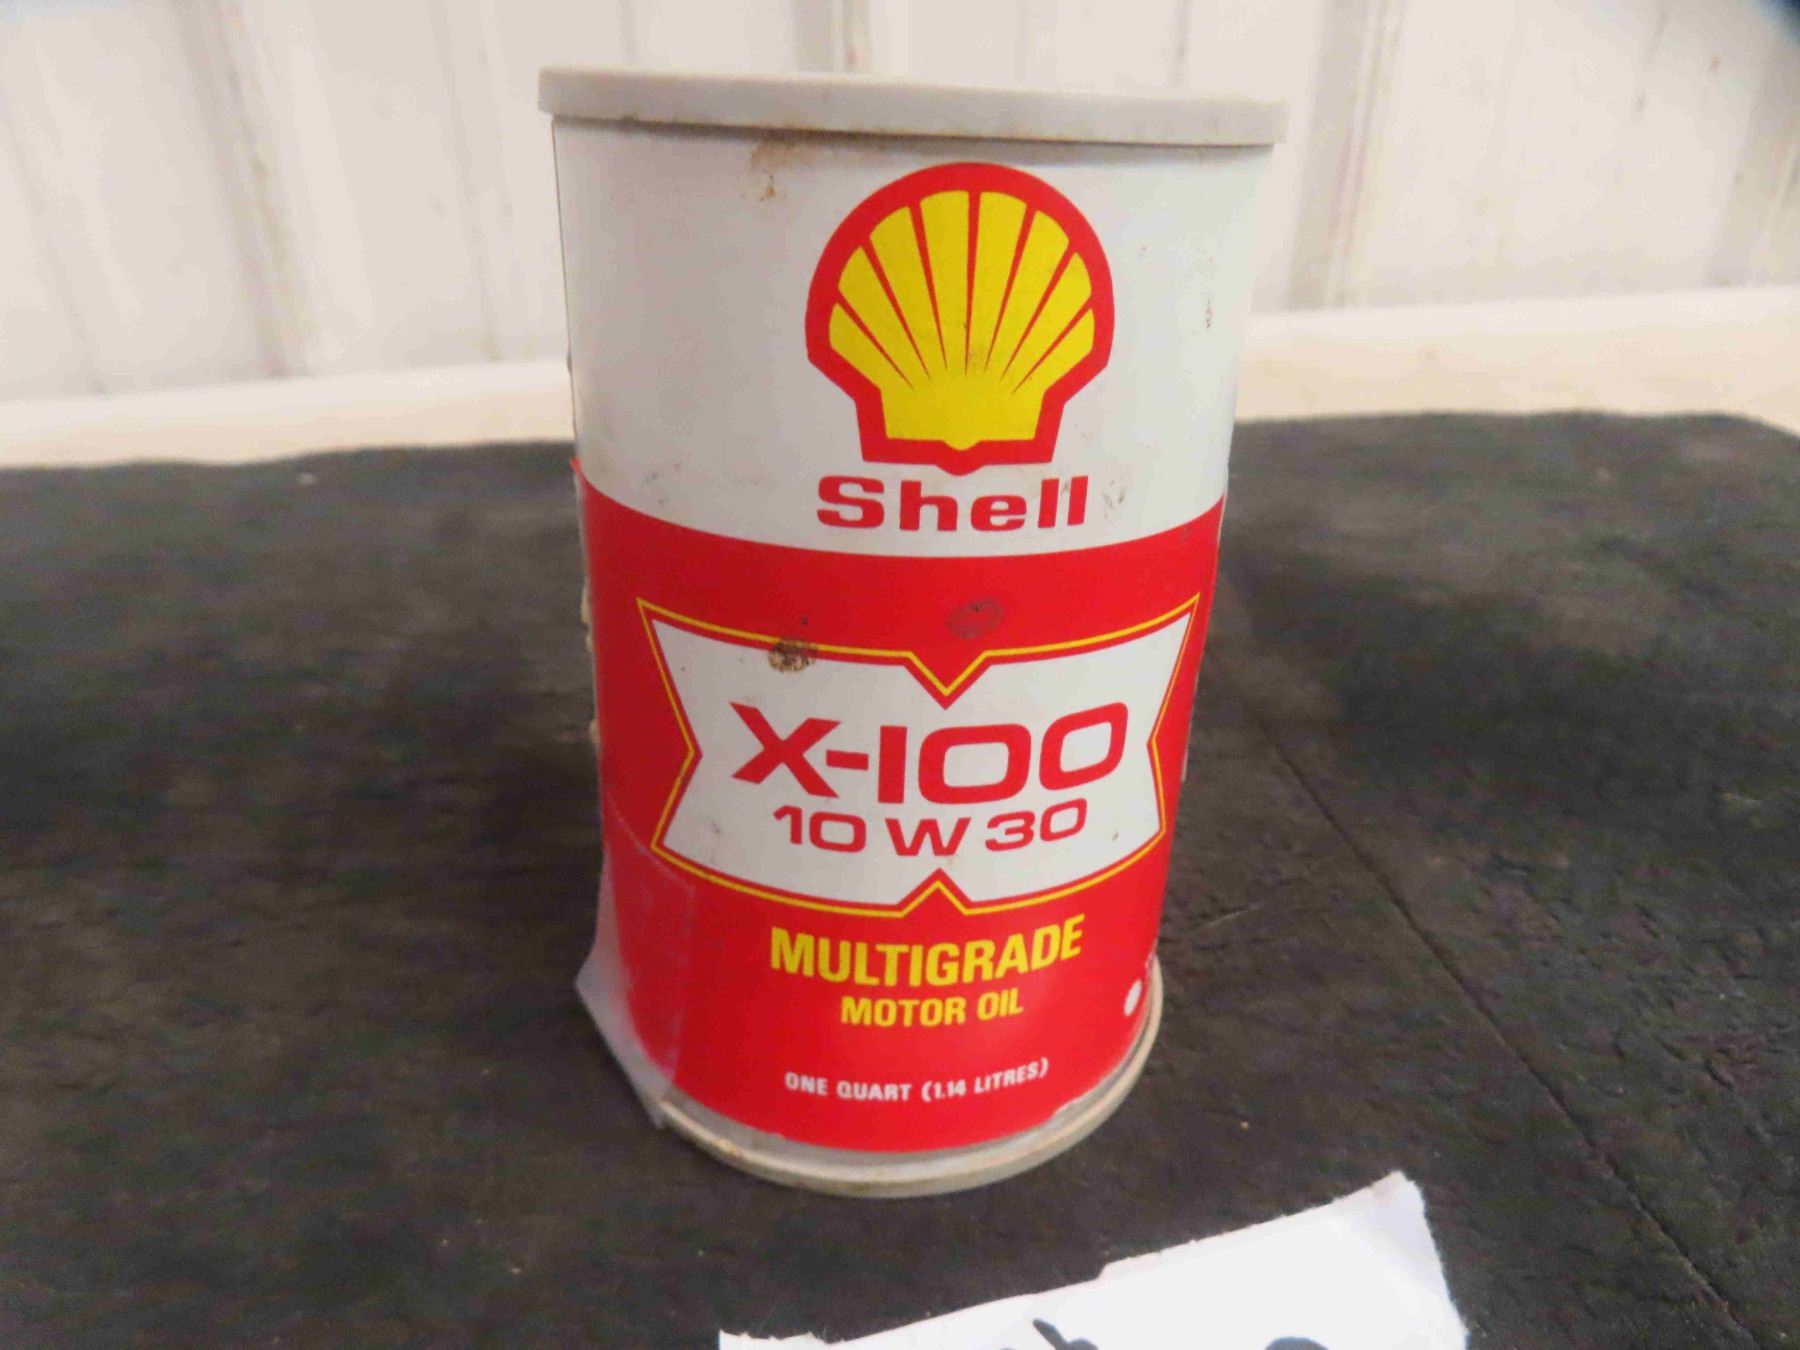 Shell
X-100
10 W 30
MULTIGRADE
MOTOR OIL
ONE QUART (1.14 LITRES)